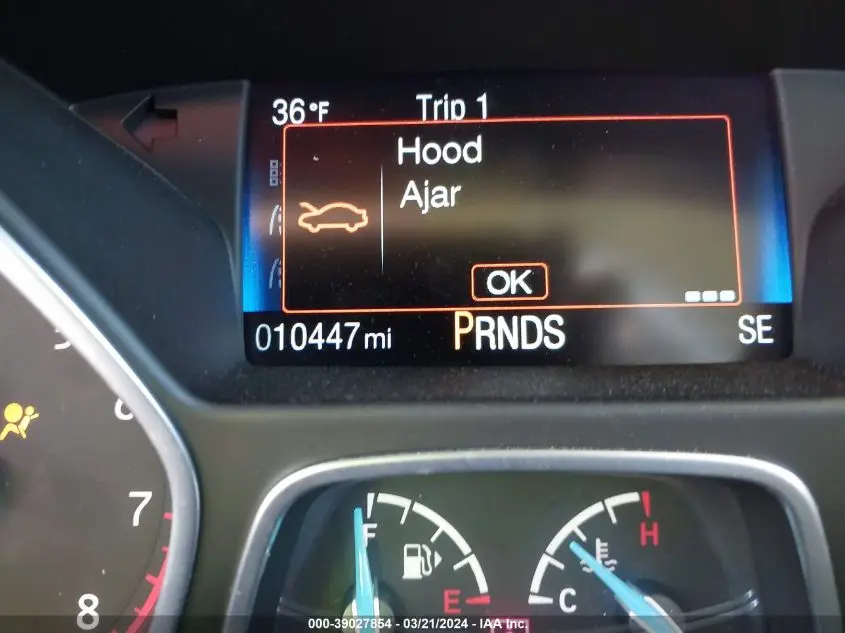 36°F Trip 1
Hood
Ajar
OK
010447 mi PRNDS SE
6
7
8
F
E
H
C
000-39027854 / 03/21/2024 - IAA Inc.